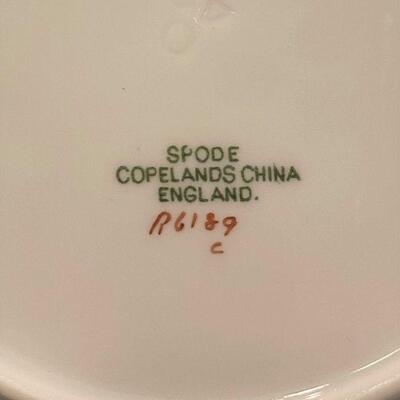 SPODE
COPELANDS CHINA
ENGLAND.
R6189
C